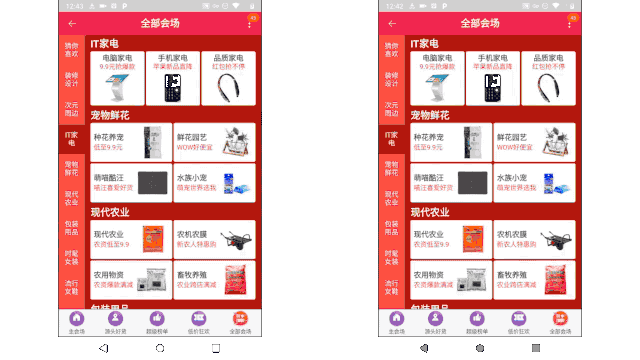 12:43
全部会场
43
猜你
喜欢
装修
设计
次元
周边
IT家
电
宠物
鲜花
现代
农业
包装
用品
时髦
女装
流行
女鞋
IT家电
电脑家电
9.9元抢爆款
手机家电
苹果新品直降
品质家电
红包抢不停
宠物鲜花
种花养宠
低至9.9元
鲜花园艺
WOW好便宜
萌喵酷汪
喵汪喜爱好货
水族小宠
萌宠世界选我
现代农业
现代农业
农资低至9.9
农机农膜
新农人特惠购
农用物资
农资爆款满减
畜牧养殖
农业跨店满减
包装用品
主会场
源头好货
超级榜单
低价狂欢
全部会场
12:42
全部会场
43
猜你
喜欢
装修
设计
次元
周边
IT家
电
宠物
鲜花
现代
农业
包装
用品
时髦
女装
流行
女鞋
IT家电
电脑家电
9.9元抢爆款
手机家电
苹果新品直降
品质家电
红包抢不停
宠物鲜花
种花养宠
低至9.9元
鲜花园艺
WOW好便宜
萌喵酷汪
喵汪喜爱好货
水族小宠
萌宠世界选我
现代农业
现代农业
农资低至9.9
农机农膜
新农人特惠购
农用物资
农资爆款满减
畜牧养殖
农业跨店满减
包装用品
主会场
源头好货
超级榜单
低价狂欢
全部会场